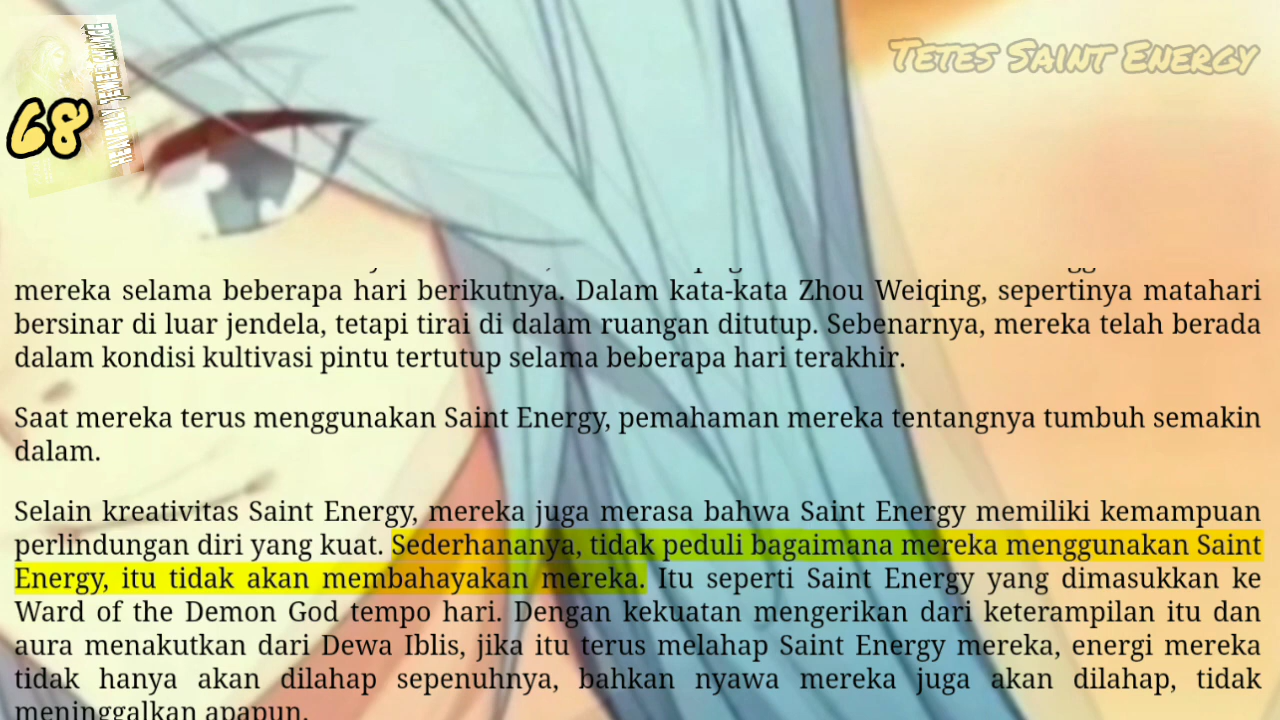 HEAVENLY JEWEL CHANGE
68
TETES SAINT ENERGY
mereka selama beberapa hari berikutnya. Dalam kata-kata Zhou Weiqing, sepertinya matahari
bersinar di luar jendela, tetapi tirai di dalam ruangan ditutup. Sebenarnya, mereka telah berada
dalam kondisi kultivasi pintu tertutup selama beberapa hari terakhir.
Saat mereka terus menggunakan Saint Energy, pemahaman mereka tentangnya tumbuh semakin
dalam.
Selain kreativitas Saint Energy, mereka juga merasa bahwa Saint Energy memiliki kemampuan
perlindungan diri yang kuat. Sederhananya, tidak peduli bagaimana mereka menggunakan Saint
Energy, itu tidak akan membahayakan mereka. Itu seperti Saint Energy yang dimasukkan ke
Ward of the Demon God tempo hari. Dengan kekuatan mengerikan dari keterampilan itu dan
aura menakutkan dari Dewa Iblis, jika itu terus melahap Saint Energy mereka, energi mereka
tidak hanya akan dilahap sepenuhnya, bahkan nyawa mereka juga akan dilahap, tidak
meninggalkan apapun.